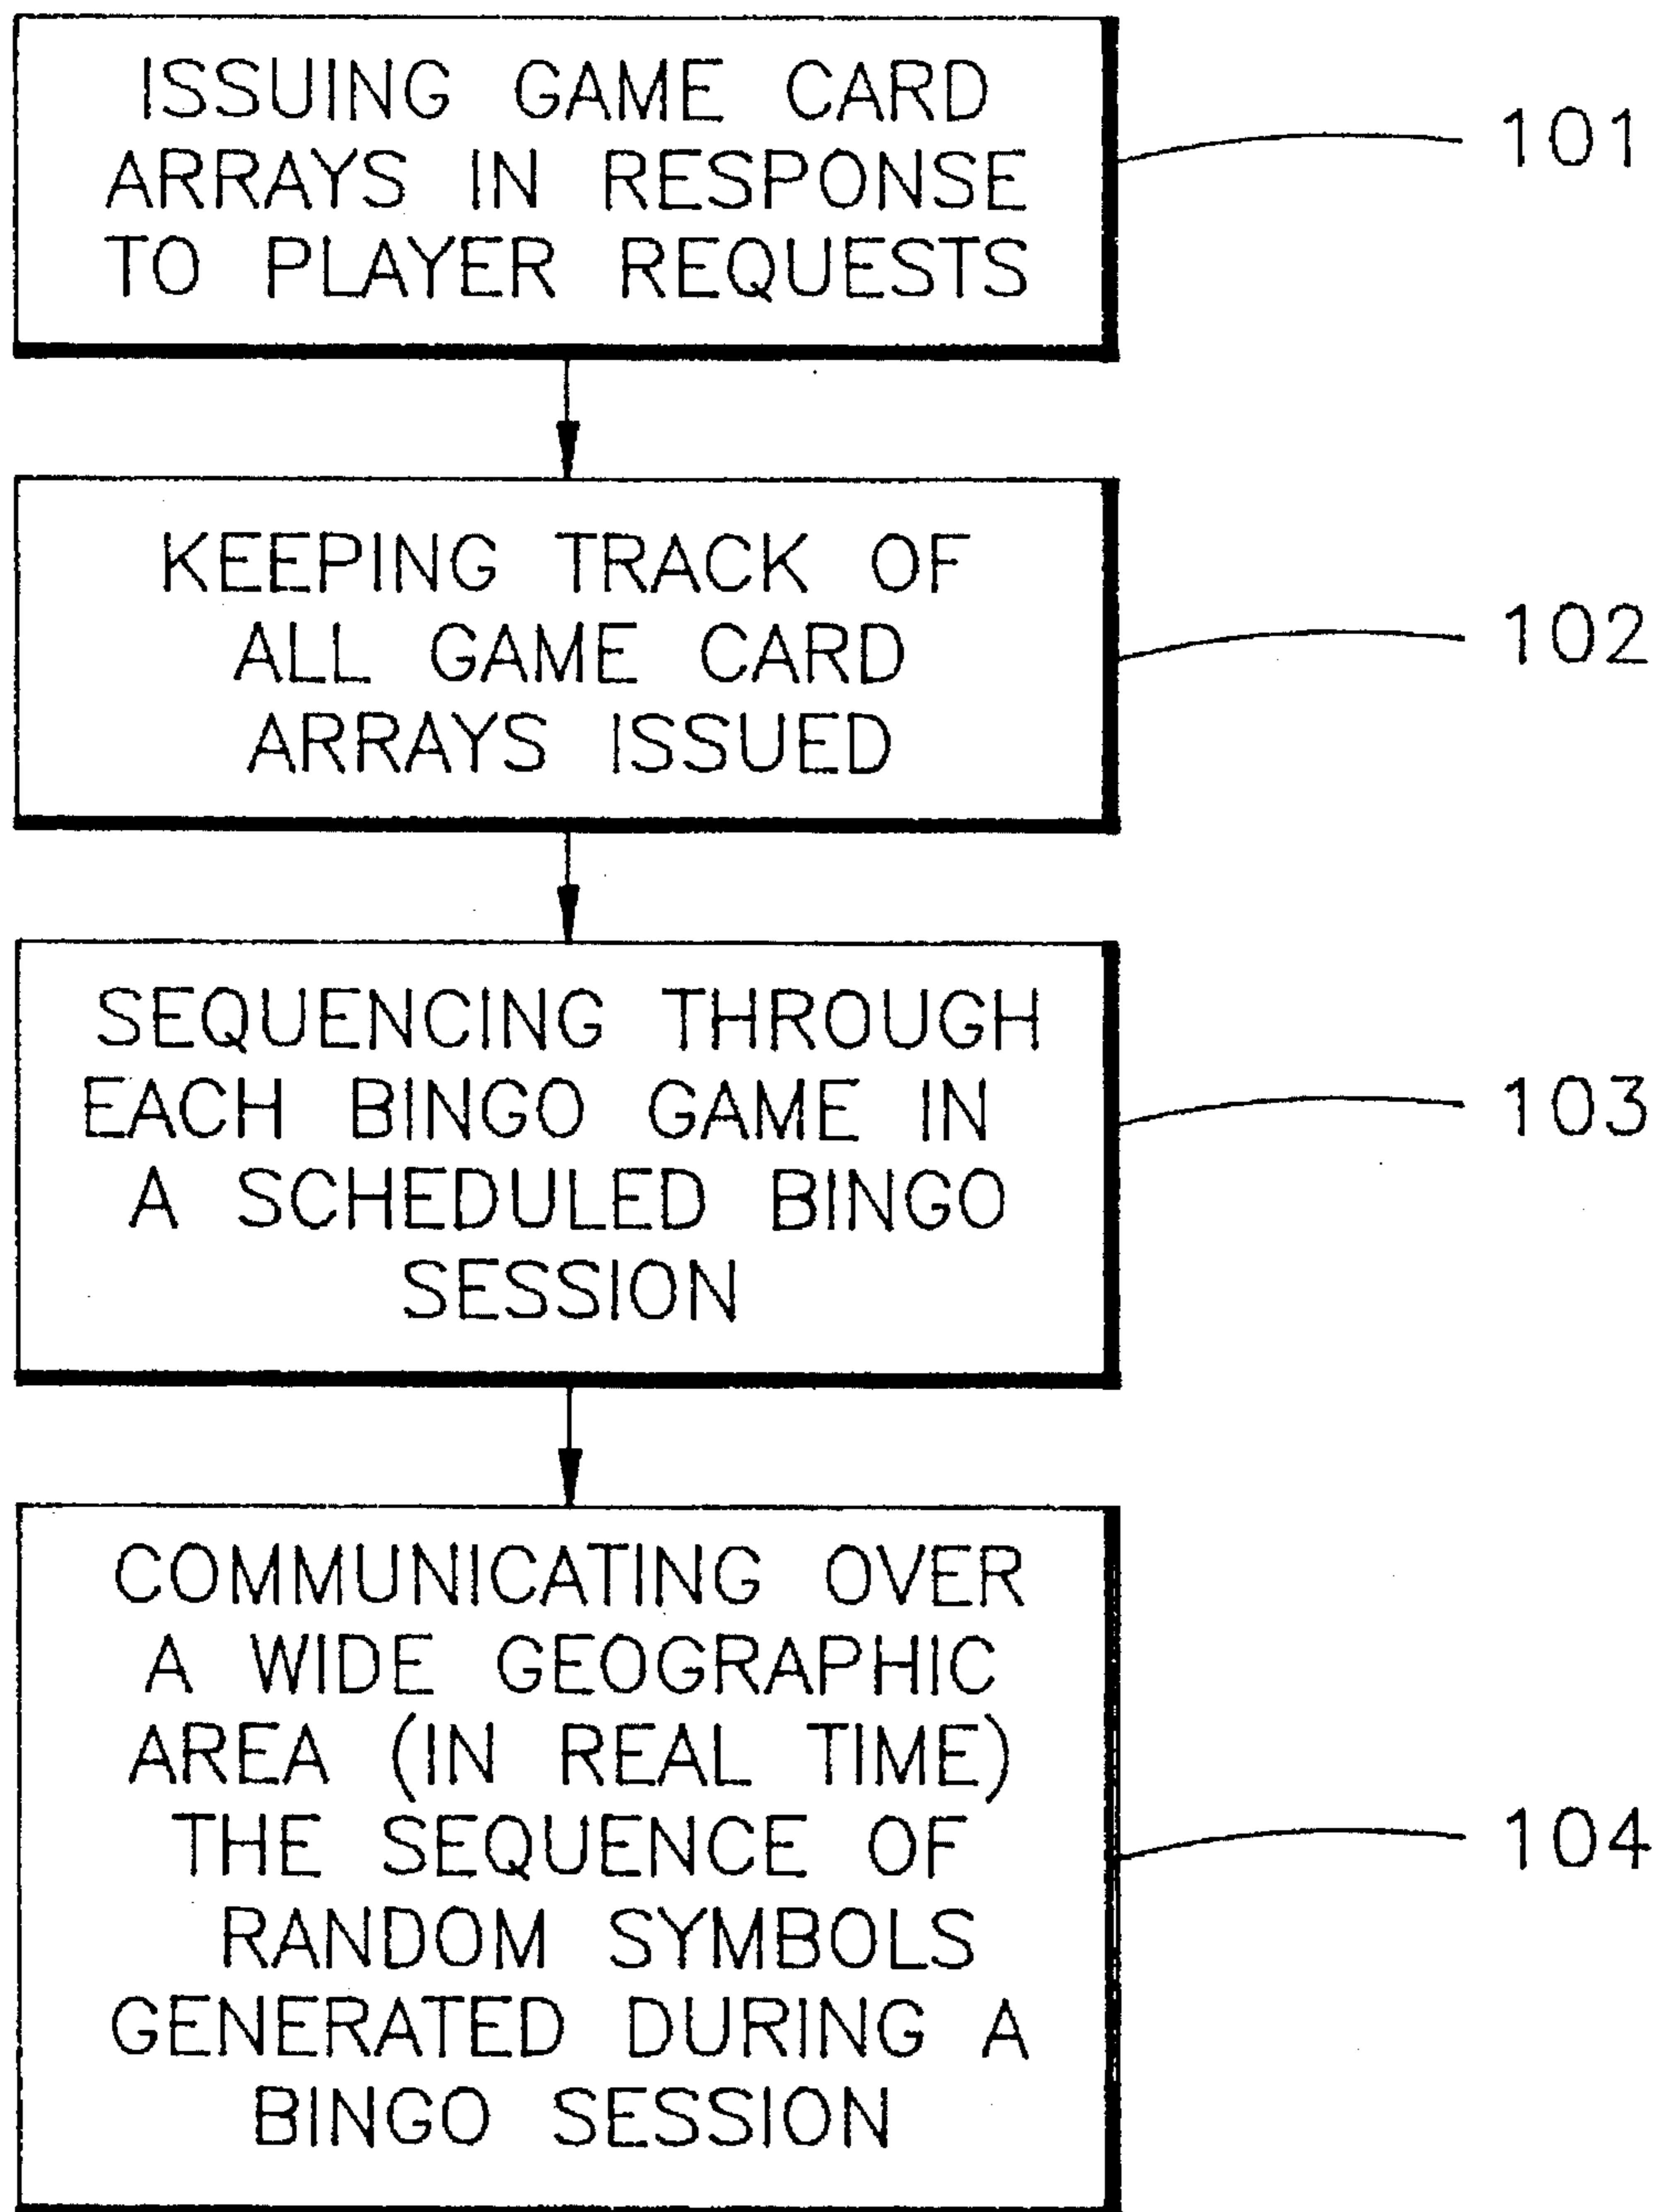 ISSUING GAME CARD
ARRAYS IN RESPONSE
TO PLAYER REQUESTS
101
KEEPING TRACK OF
ALL GAME CARD
ARRAYS ISSUED
102
SEQUENCING THROUGH
EACH BINGO GAME IN
A SCHEDULED BINGO
SESSION
103
COMMUNICATING OVER
A WIDE GEOGRAPHIC
AREA (IN REAL TIME)
THE SEQUENCE OF
RANDOM SYMBOLS
GENERATED DURING A
BINGO SESSION
104